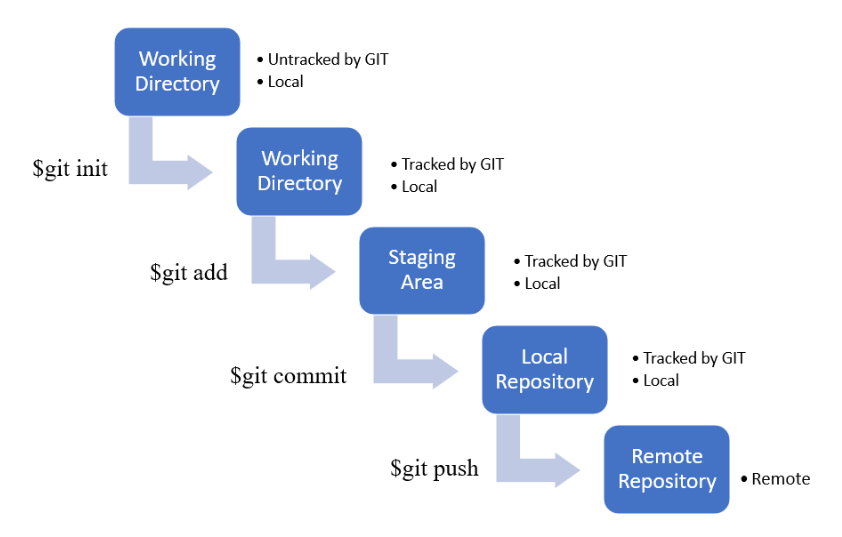 Working
Directory
• Untracked by GIT
• Local
$git init
Working
Directory
• Tracked by GIT
• Local
$git add
Staging
Area
• Tracked by GIT
• Local
$git commit
Local
Repository
• Tracked by GIT
• Local
$git push
Remote
Repository
• Remote